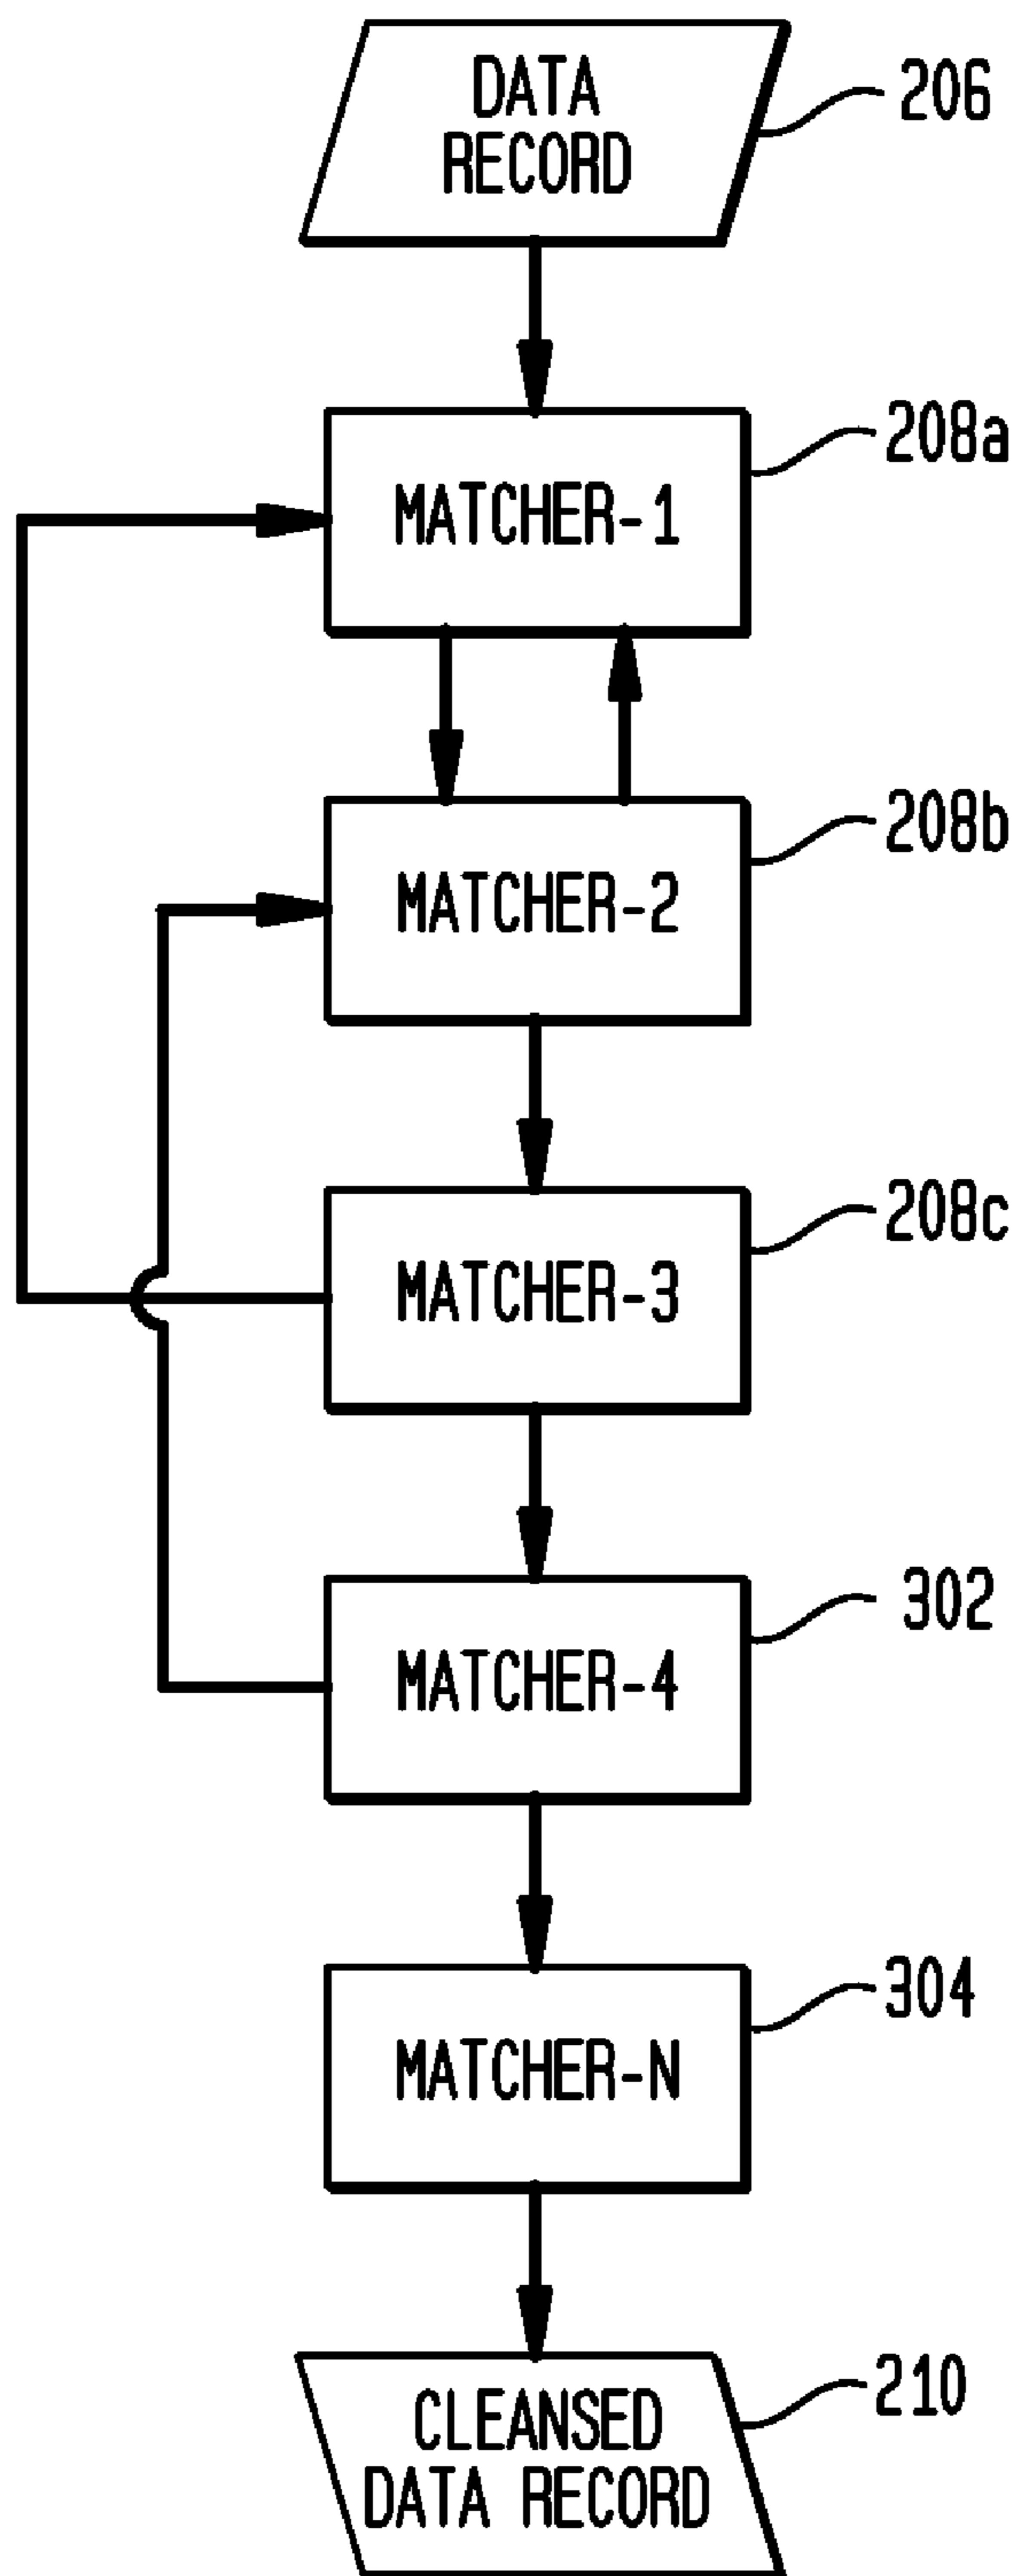 DATA
RECORD
206
208a
MATCHER-1
208b
MATCHER-2
208c
MATCHER-3
302
MATCHER-4
304
MATCHER-N
210
CLEANSED
DATA RECORD